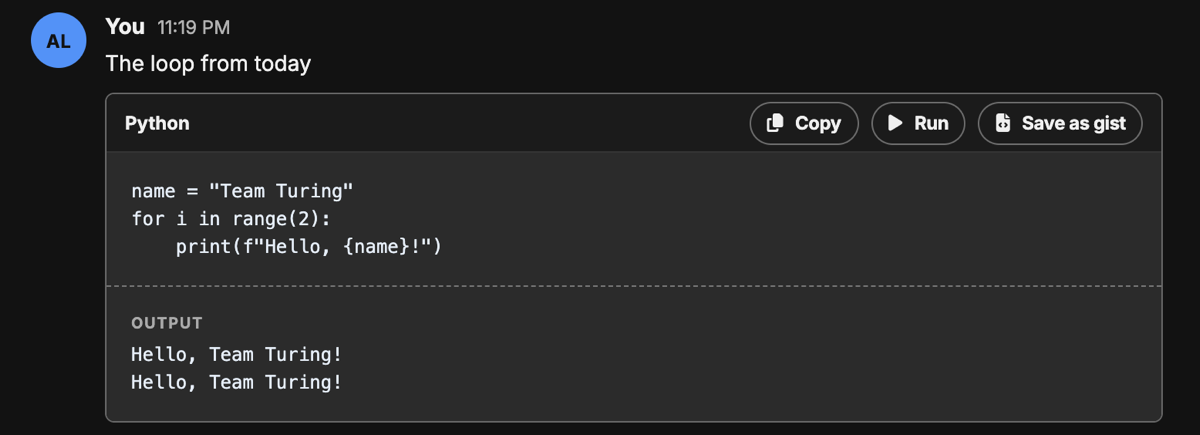 AL
You 11:19 PM
The loop from today
Python Copy Run Save as gist
name = "Team Turing"
for i in range(2):
    print(f"Hello, {name}!")
OUTPUT
Hello, Team Turing!
Hello, Team Turing!